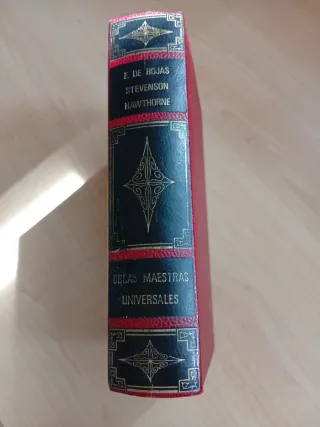 F. DE ROJAS
STEVENSON
HAWTHORNE
OBRAS MAESTRAS
UNIVERSALES